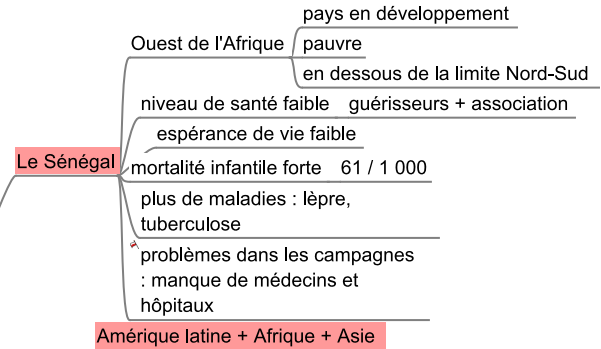 pays en développement
Ouest de l'Afrique
pauvre
en dessous de la limite Nord-Sud
niveau de santé faible
guérisseurs + association
espérance de vie faible
Le Sénégal
mortalité infantile forte
61 / 1 000
plus de maladies : lèpre,
tuberculose
problèmes dans les campagnes
: manque de médecins et
hôpitaux
Amérique latine + Afrique + Asie